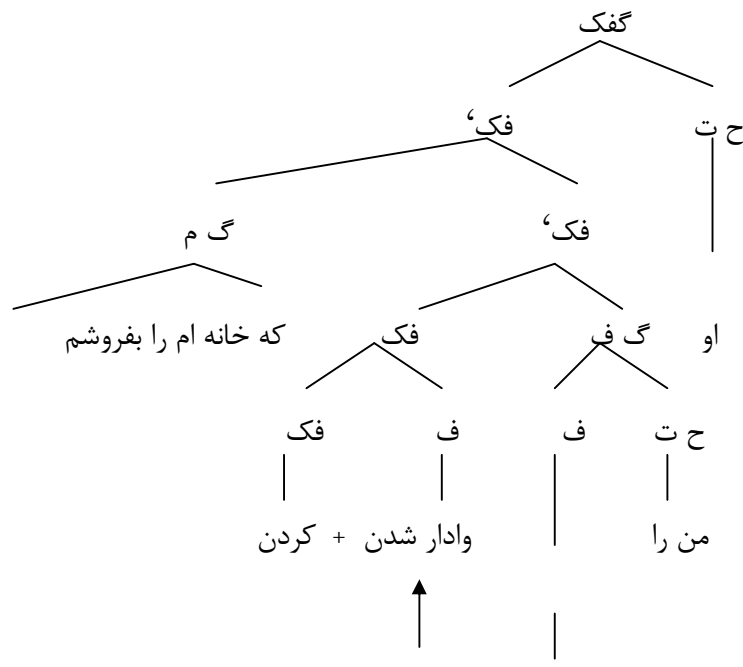 گفک
ح ت فک‘
فک‘ گ م
او گ ف فک که خانه ام را بفروشم
ح ت ف ف فک
من را وادار شدن + کردن